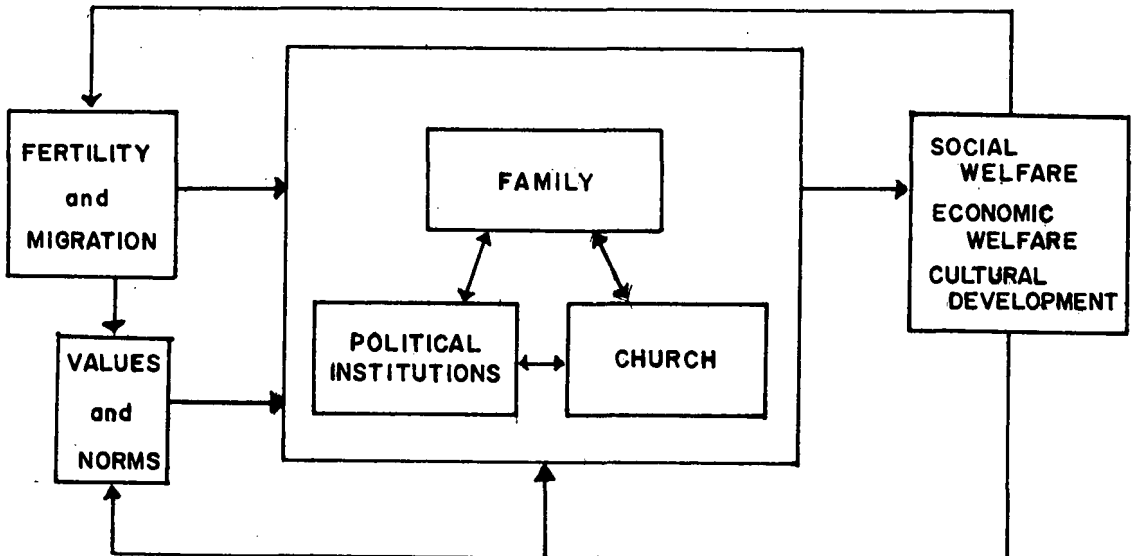 FERTILITY
and
MIGRATION
VALUES
and
NORMS
FAMILY
POLITICAL
INSTITUTIONS
CHURCH
SOCIAL
WELFARE
ECONOMIC
WELFARE
CULTURAL
DEVELOPMENT